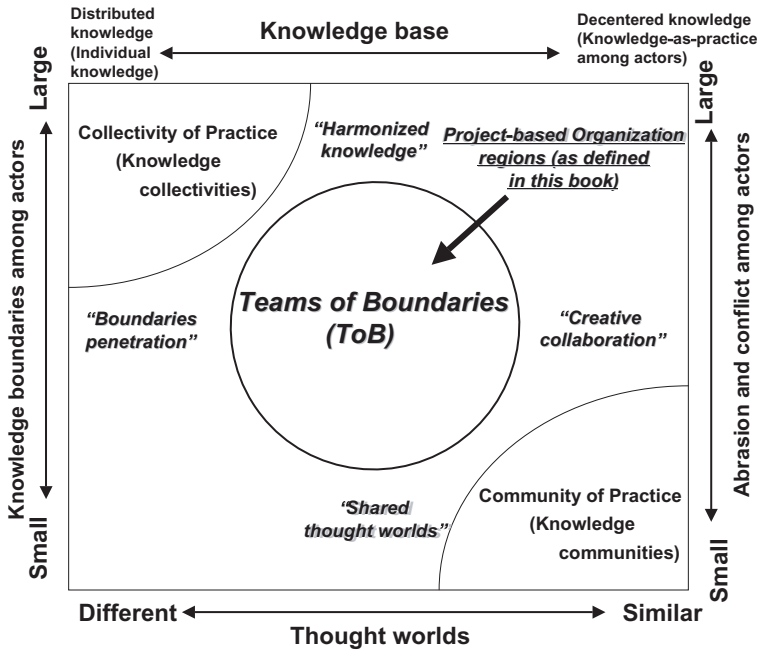 Distributed
knowledge
(Individual
knowledge)
Knowledge base
Decentered knowledge
(Knowledge-as-practice
among actors)
Large
Knowledge boundaries among actors
Small
Large
Abrasion and conflict among actors
Small
Collectivity of Practice
(Knowledge
collectivities)
“Harmonized
knowledge”
Project-based Organization
regions (as defined
in this book)
Teams of Boundaries
(ToB)
“Boundaries
penetration”
“Creative
collaboration”
“Shared
thought worlds”
Community of Practice
(Knowledge
communities)
Different
Similar
Thought worlds